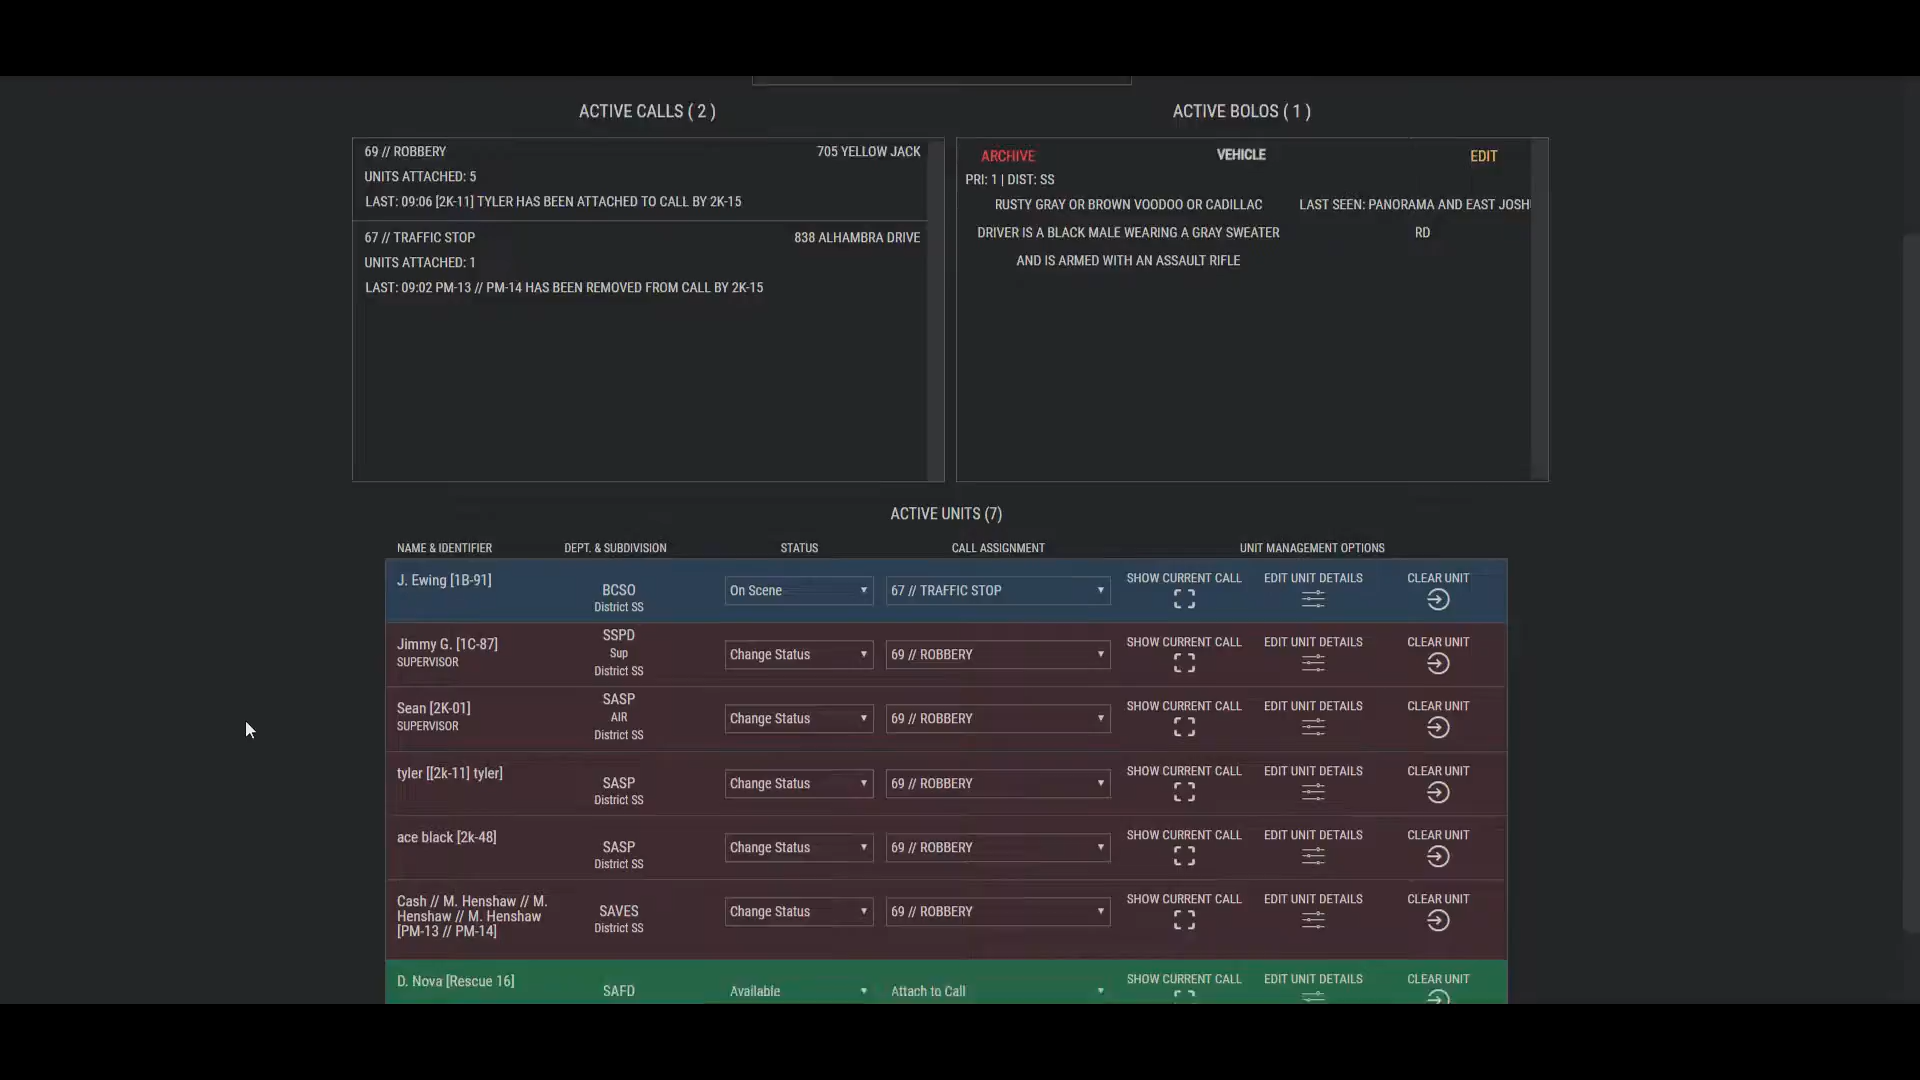 ACTIVE CALLS ( 2 )
ACTIVE BOLOS ( 1 )
69 // ROBBERY
705 YELLOW JACK
UNITS ATTACHED: 5
LAST: 09:06 [2K-11] TYLER HAS BEEN ATTACHED TO CALL BY 2K-15
67 // TRAFFIC STOP
838 ALHAMBRA DRIVE
UNITS ATTACHED: 1
LAST: 09:02 PM-13 // PM-14 HAS BEEN REMOVED FROM CALL BY 2K-15
ARCHIVE
VEHICLE
EDIT
PRI: 1 | DIST: SS
RUSTY GRAY OR BROWN VOODOO OR CADILLAC
DRIVER IS A BLACK MALE WEARING A GRAY SWEATER
AND IS ARMED WITH AN ASSAULT RIFLE
LAST SEEN: PANORAMA AND EAST JOSH
RD
ACTIVE UNITS (7)
NAME & IDENTIFIER
DEPT. & SUBDIVISION
STATUS
CALL ASSIGNMENT
UNIT MANAGEMENT OPTIONS
J. Ewing [1B-91]
BCSO
District SS
On Scene
67 // TRAFFIC STOP
SHOW CURRENT CALL
EDIT UNIT DETAILS
CLEAR UNIT
Jimmy G. [1C-87]
SUPERVISOR
SSPD
Sup
District SS
Change Status
69 // ROBBERY
SHOW CURRENT CALL
EDIT UNIT DETAILS
CLEAR UNIT
Sean [2K-01]
SUPERVISOR
SASP
AIR
District SS
Change Status
69 // ROBBERY
SHOW CURRENT CALL
EDIT UNIT DETAILS
CLEAR UNIT
tyler [[2k-11] tyler]
SASP
District SS
Change Status
69 // ROBBERY
SHOW CURRENT CALL
EDIT UNIT DETAILS
CLEAR UNIT
ace black [2k-48]
SASP
District SS
Change Status
69 // ROBBERY
SHOW CURRENT CALL
EDIT UNIT DETAILS
CLEAR UNIT
Cash // M. Henshaw // M.
Henshaw // M. Henshaw
[PM-13 // PM-14]
SAVES
District SS
Change Status
69 // ROBBERY
SHOW CURRENT CALL
EDIT UNIT DETAILS
CLEAR UNIT
D. Nova [Rescue 16]
SAFD
Available
Attach to Call
SHOW CURRENT CALL
EDIT UNIT DETAILS
CLEAR UNIT